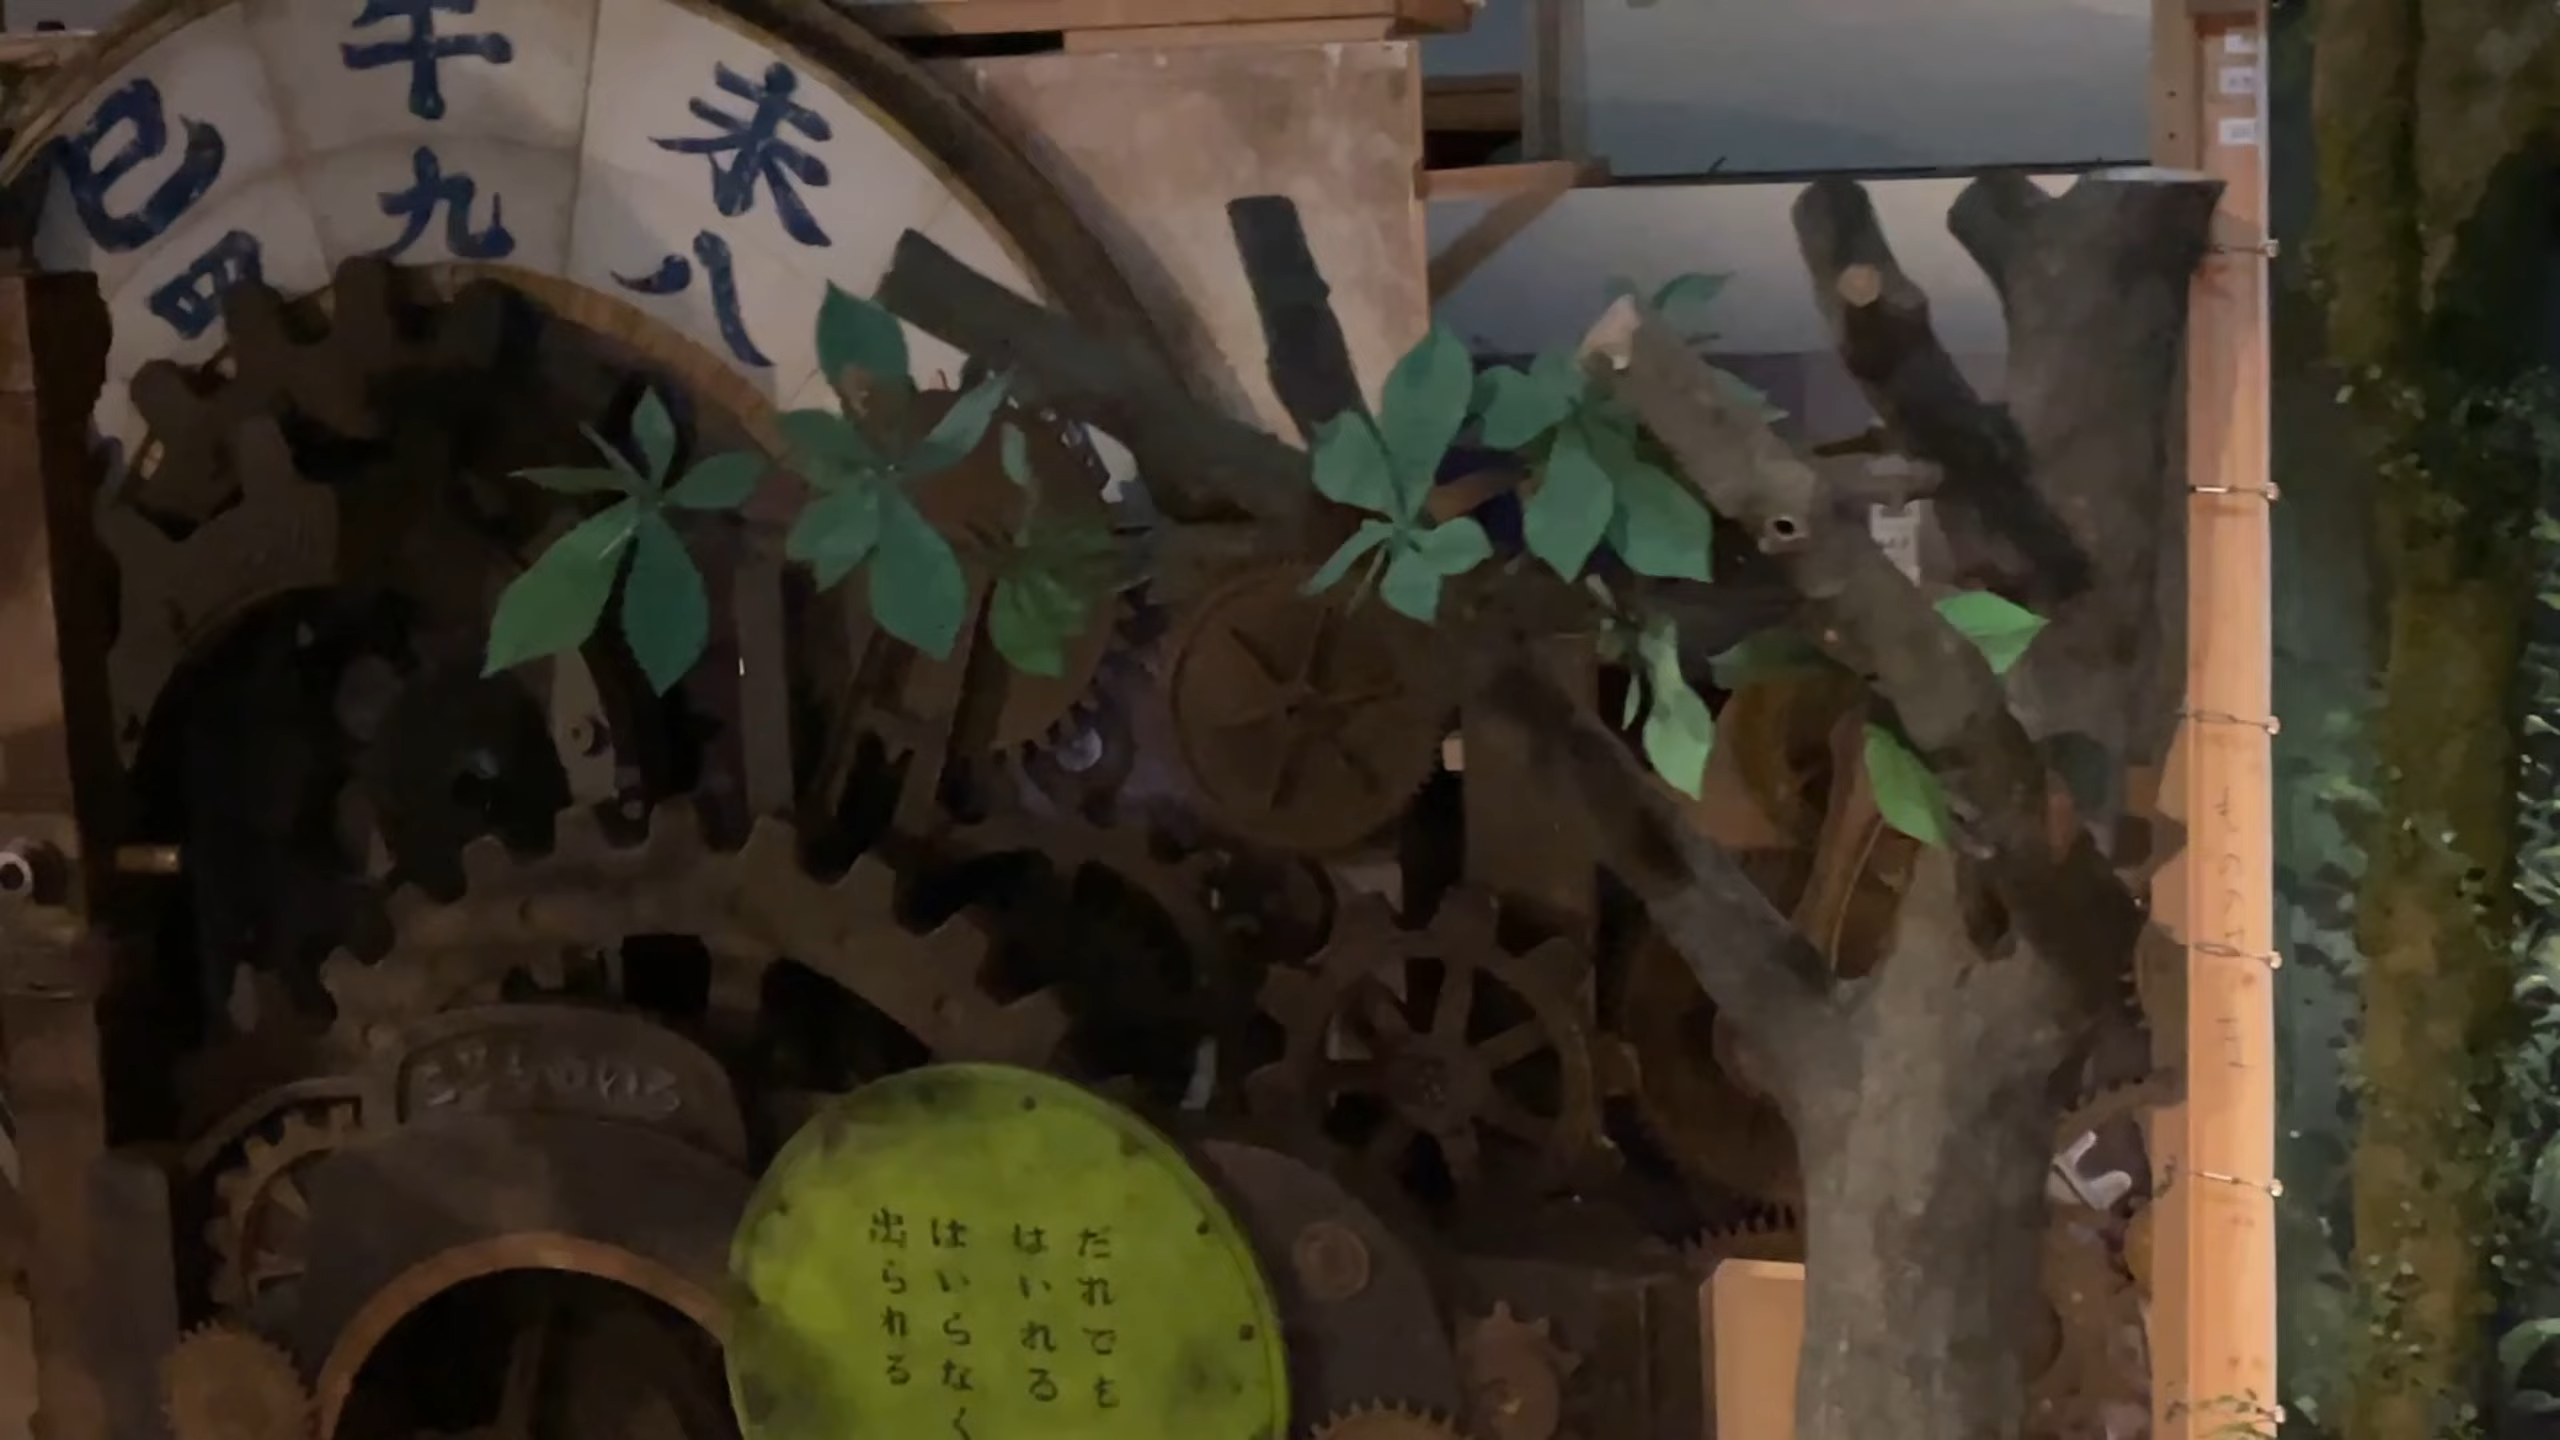 巳
午
未
四
九
八
だれでも
はいれる
はいらなく
出られる